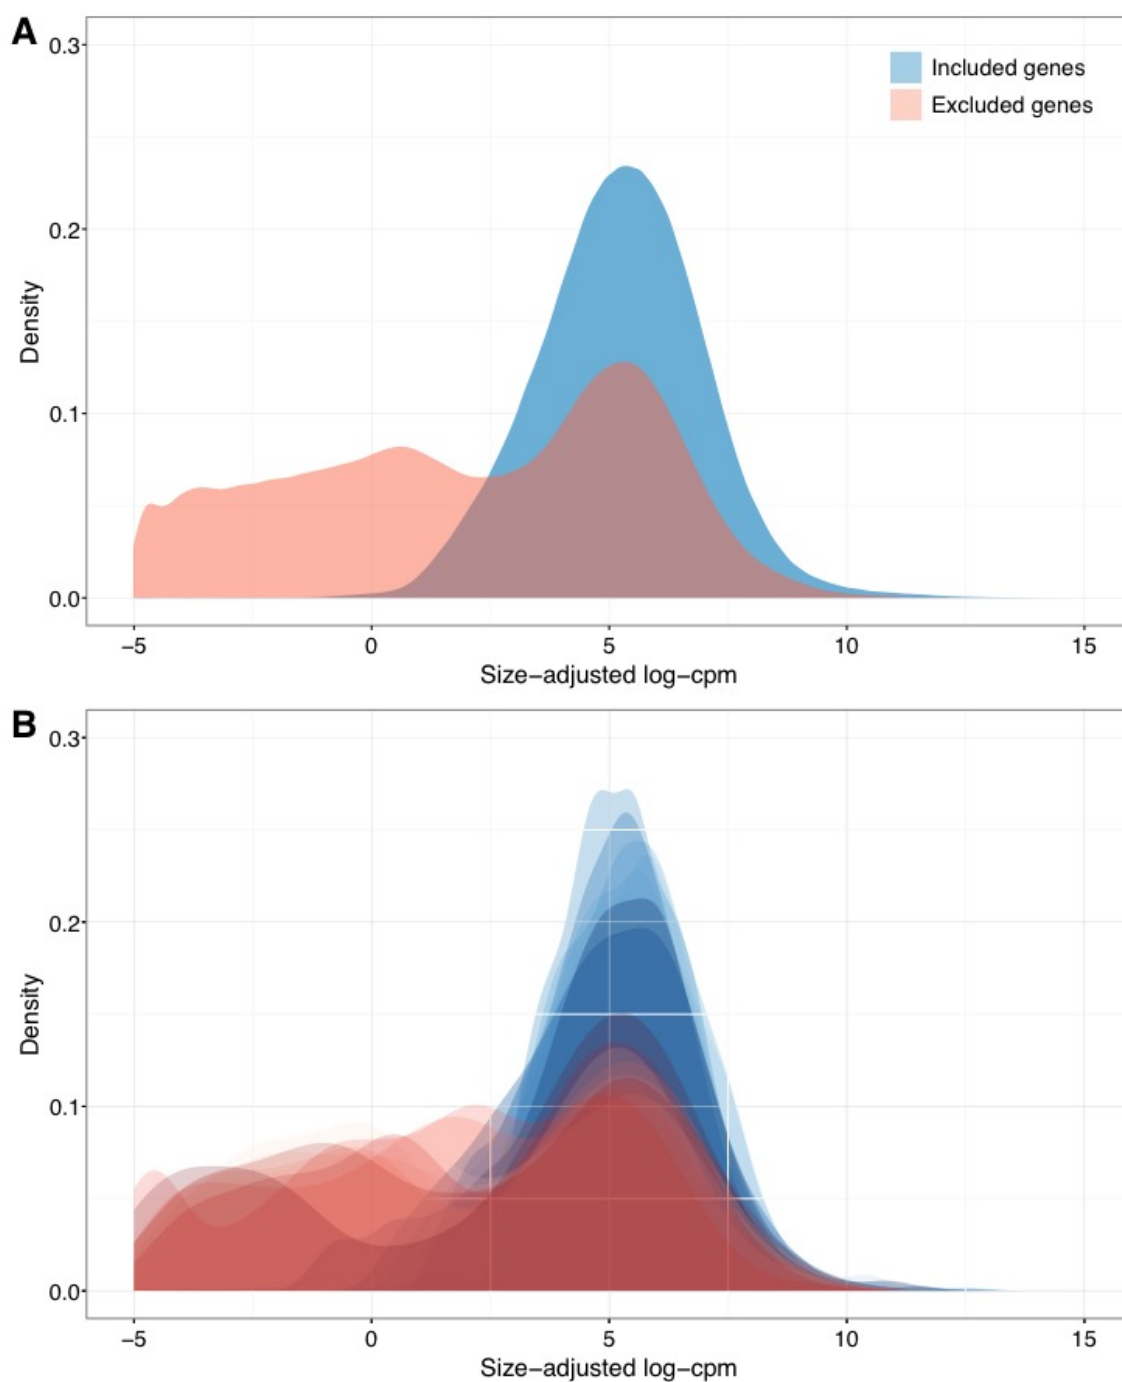 A
0.3
Included genes
Excluded genes
0.2
Density
0.1
0.0
−5 0 5 10 15
Size−adjusted log−cpm
B
0.3
0.2
Density
0.1
0.0
−5 0 5 10 15
Size−adjusted log−cpm